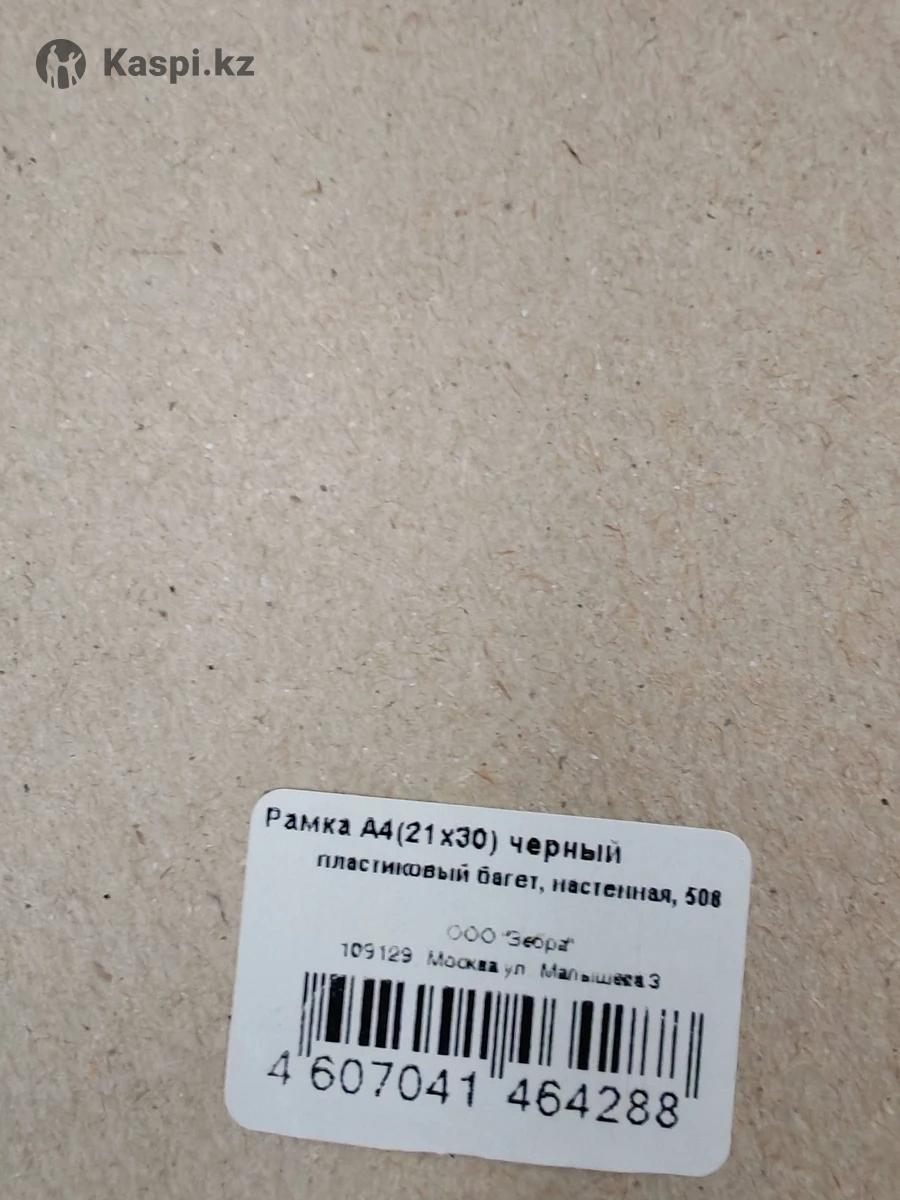 Kaspi.kz
Рамка А4(21х30) черный
пластиковый багет, настенная, 508
ООО "Зебра"
109129 Москва ул. Малышева 3
4 607041 464288